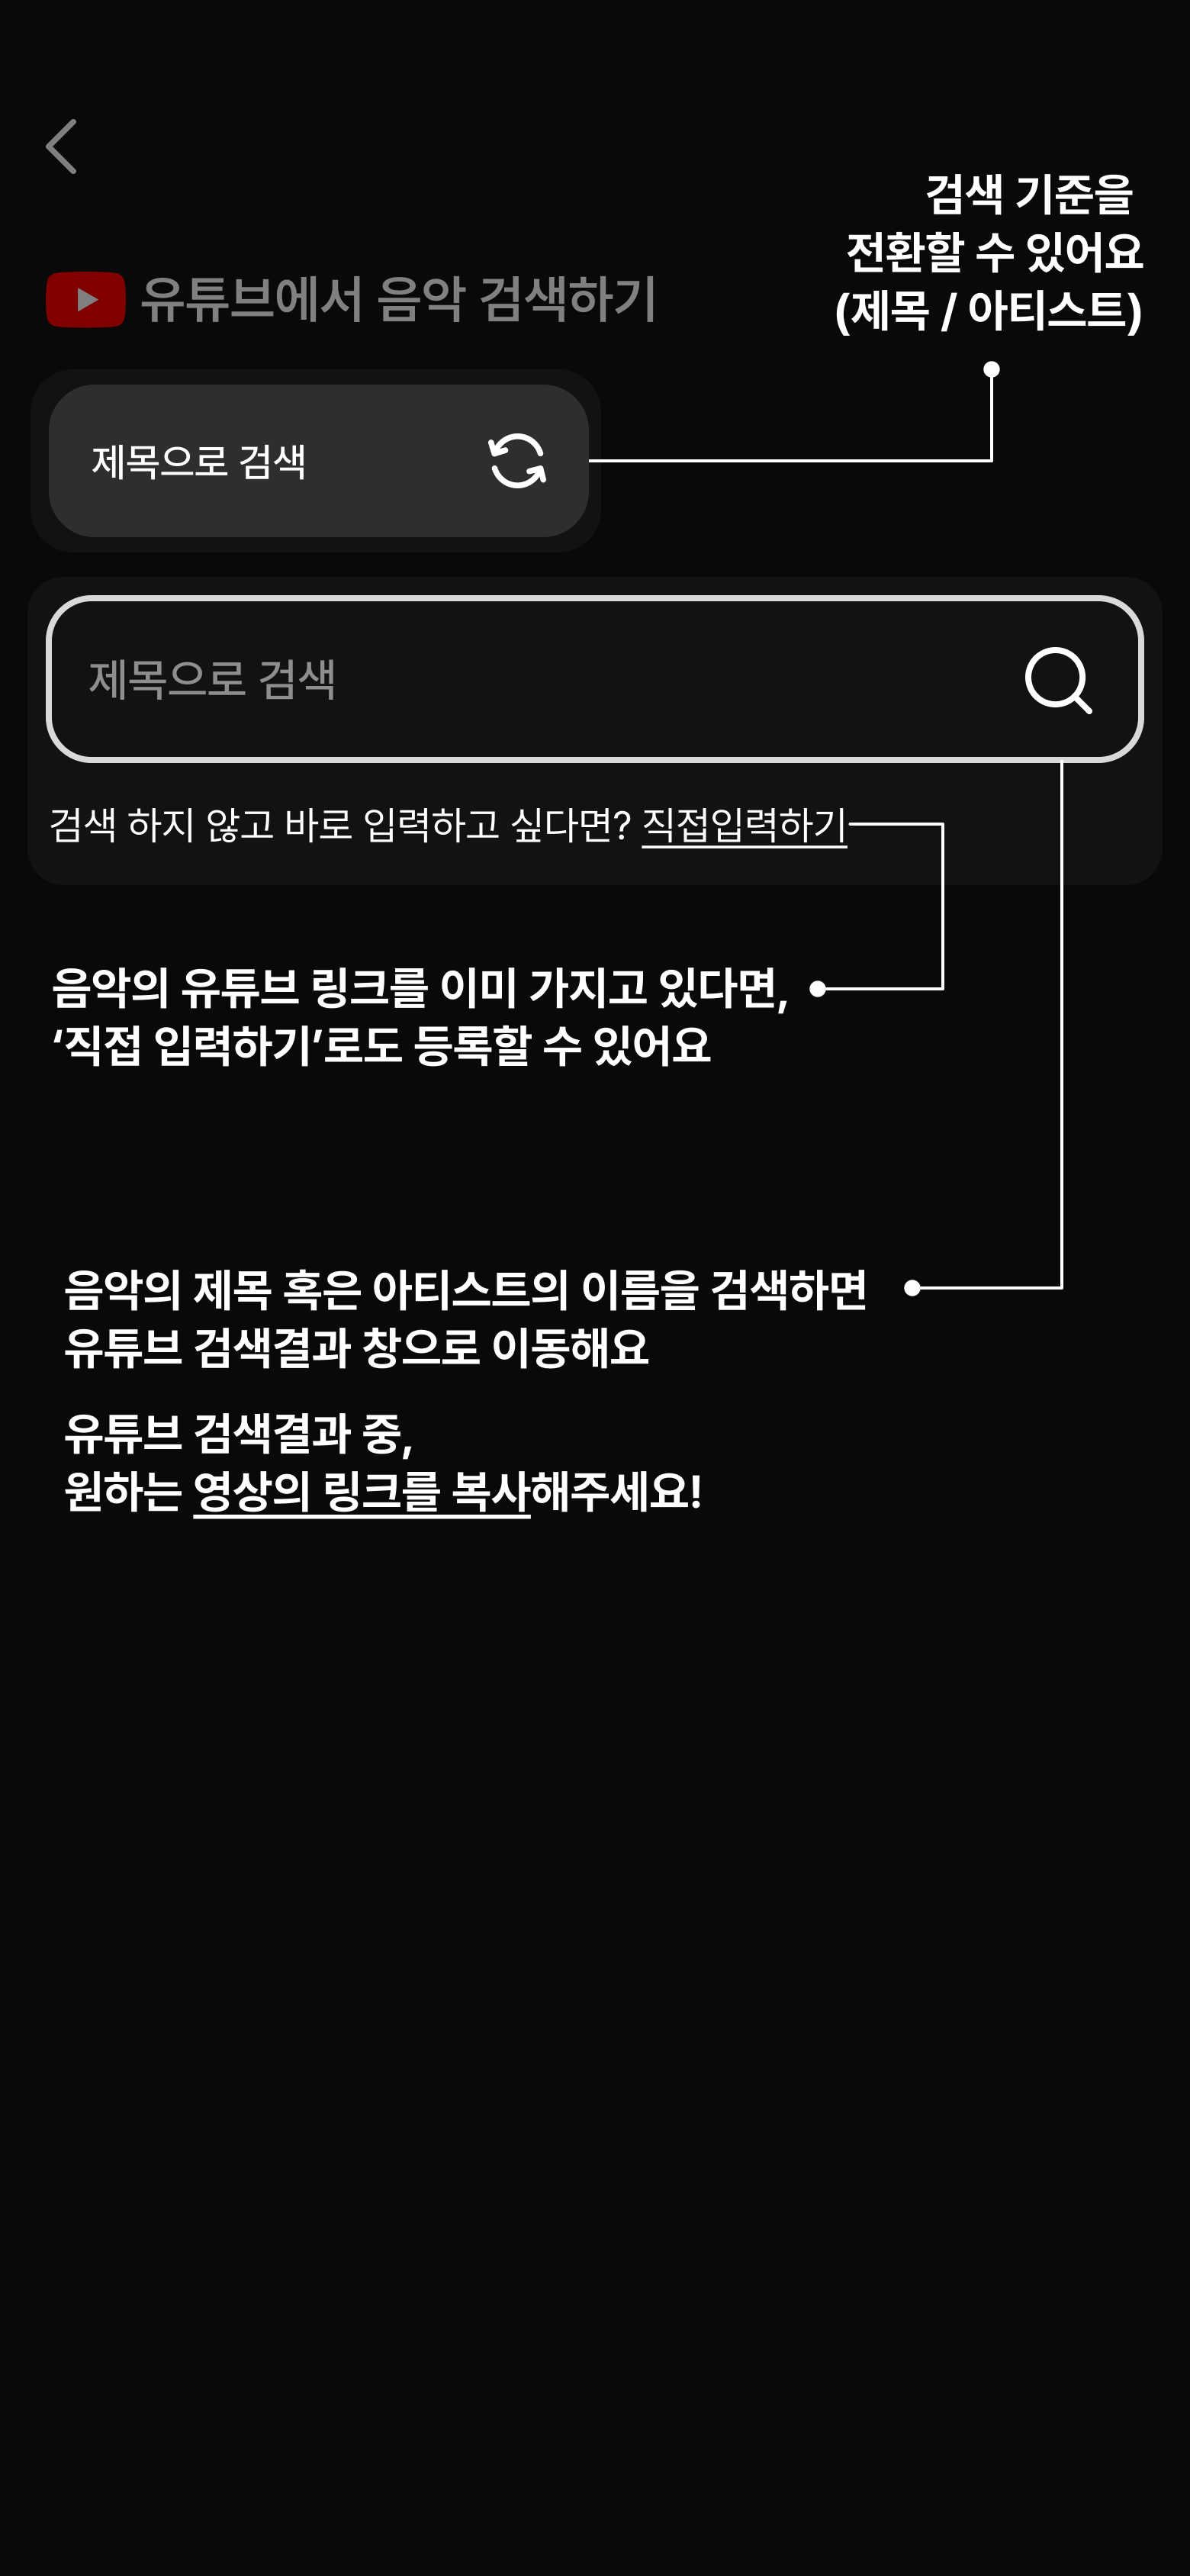 검색 기준을
전환할 수 있어요
(제목 / 아티스트)
유튜브에서 음악 검색하기
제목으로 검색
제목으로 검색
검색 하지 않고 바로 입력하고 싶다면? 직접입력하기
음악의 유튜브 링크를 이미 가지고 있다면,
‘직접 입력하기’로도 등록할 수 있어요
음악의 제목 혹은 아티스트의 이름을 검색하면
유튜브 검색결과 창으로 이동해요
유튜브 검색결과 중,
원하는 영상의 링크를 복사해주세요!